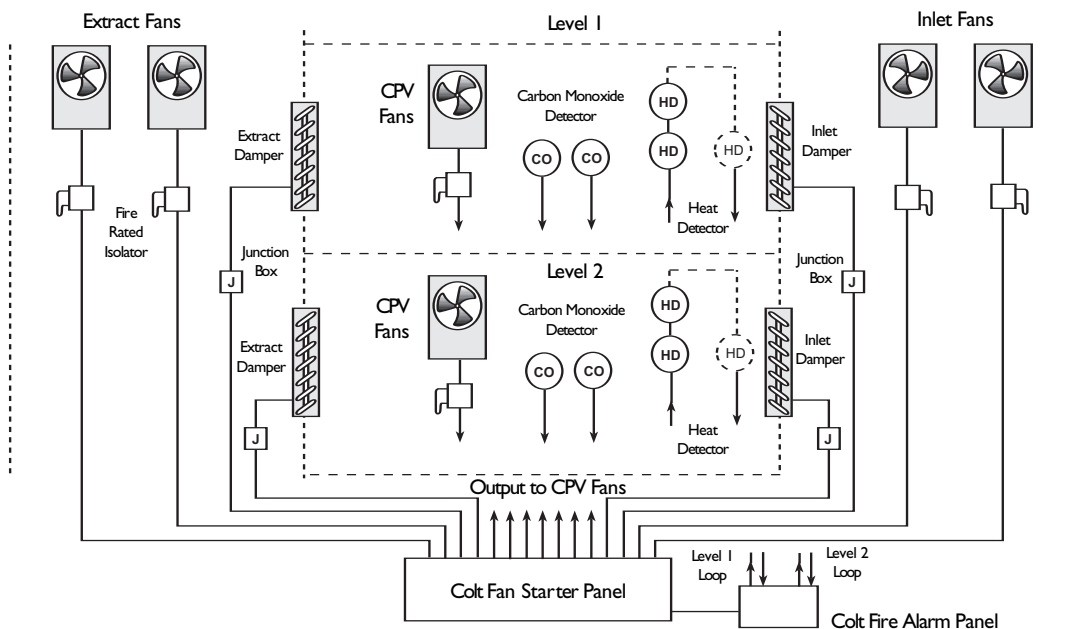 Extract Fans
Level 1
Inlet Fans
CPV
Fans
Carbon Monoxide
Detector
HD
HD
HD
CO
CO
Extract
Damper
Inlet
Damper
Fire
Rated
Isolator
Heat
Detector
Junction
Box
J
Junction
Box
J
Level 2
CPV
Fans
Carbon Monoxide
Detector
HD
HD
HD
CO
CO
Extract
Damper
Inlet
Damper
Heat
Detector
J
J
Output to CPV Fans
Level 1
Loop
Level 2
Loop
Colt Fan Starter Panel
Colt Fire Alarm Panel